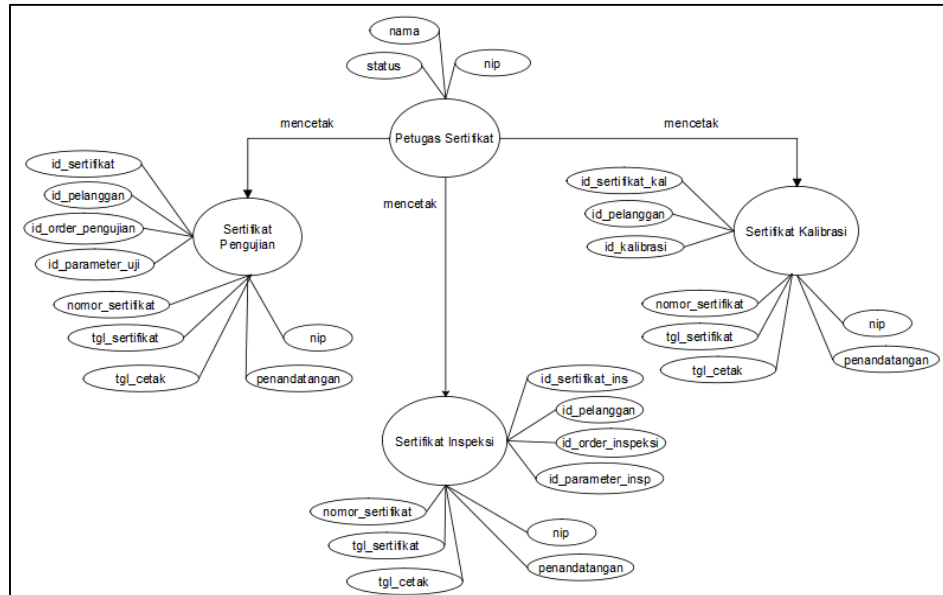 nama
status
nip
mencetak
Petugas Sertifikat
mencetak
mencetak
id_sertifikat
id_pelanggan
id_order_pengujian
id_parameter_uji
Sertifikat
Pengujian
nomor_sertifikat
tgl_sertifikat
tgl_cetak
nip
penandatangan
id_sertifikat_kal
id_pelanggan
id_kalibrasi
Sertifikat Kalibrasi
nomor_sertifikat
tgl_sertifikat
tgl_cetak
nip
penandatangan
id_sertifikat_ins
id_pelanggan
id_order_inspeksi
id_parameter_insp
Sertifikat Inspeksi
nomor_sertifikat
tgl_sertifikat
tgl_cetak
nip
penandatangan